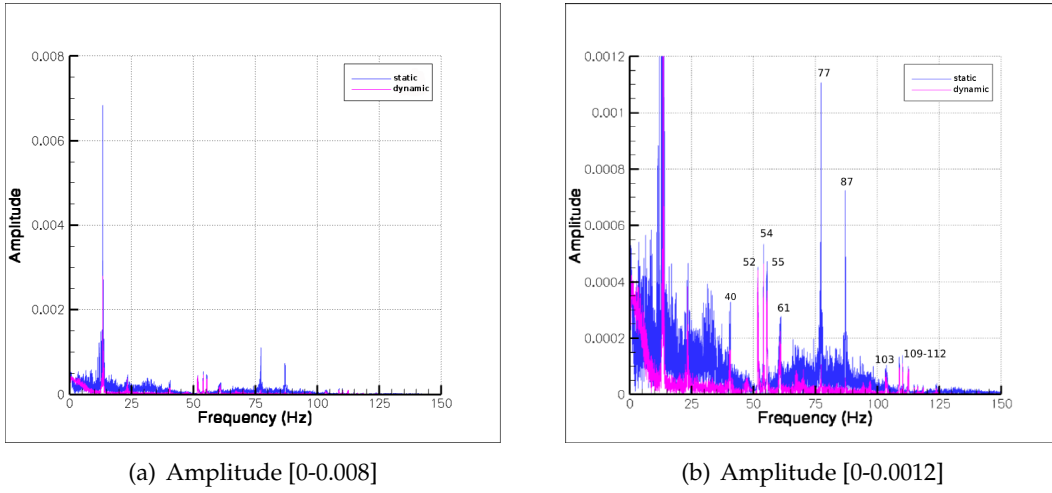 0.008
0.006
0.004
0.002
0
Amplitude
static
dynamic
0 25 50 75 100 125 150
Frequency (Hz)
(a) Amplitude [0-0.008]
0.0012
0.001
0.0008
0.0006
0.0004
0.0002
0
Amplitude
static
dynamic
77
87
54
52
55
40
61
103
109-112
0 25 50 75 100 125 150
Frequency (Hz)
(b) Amplitude [0-0.0012]